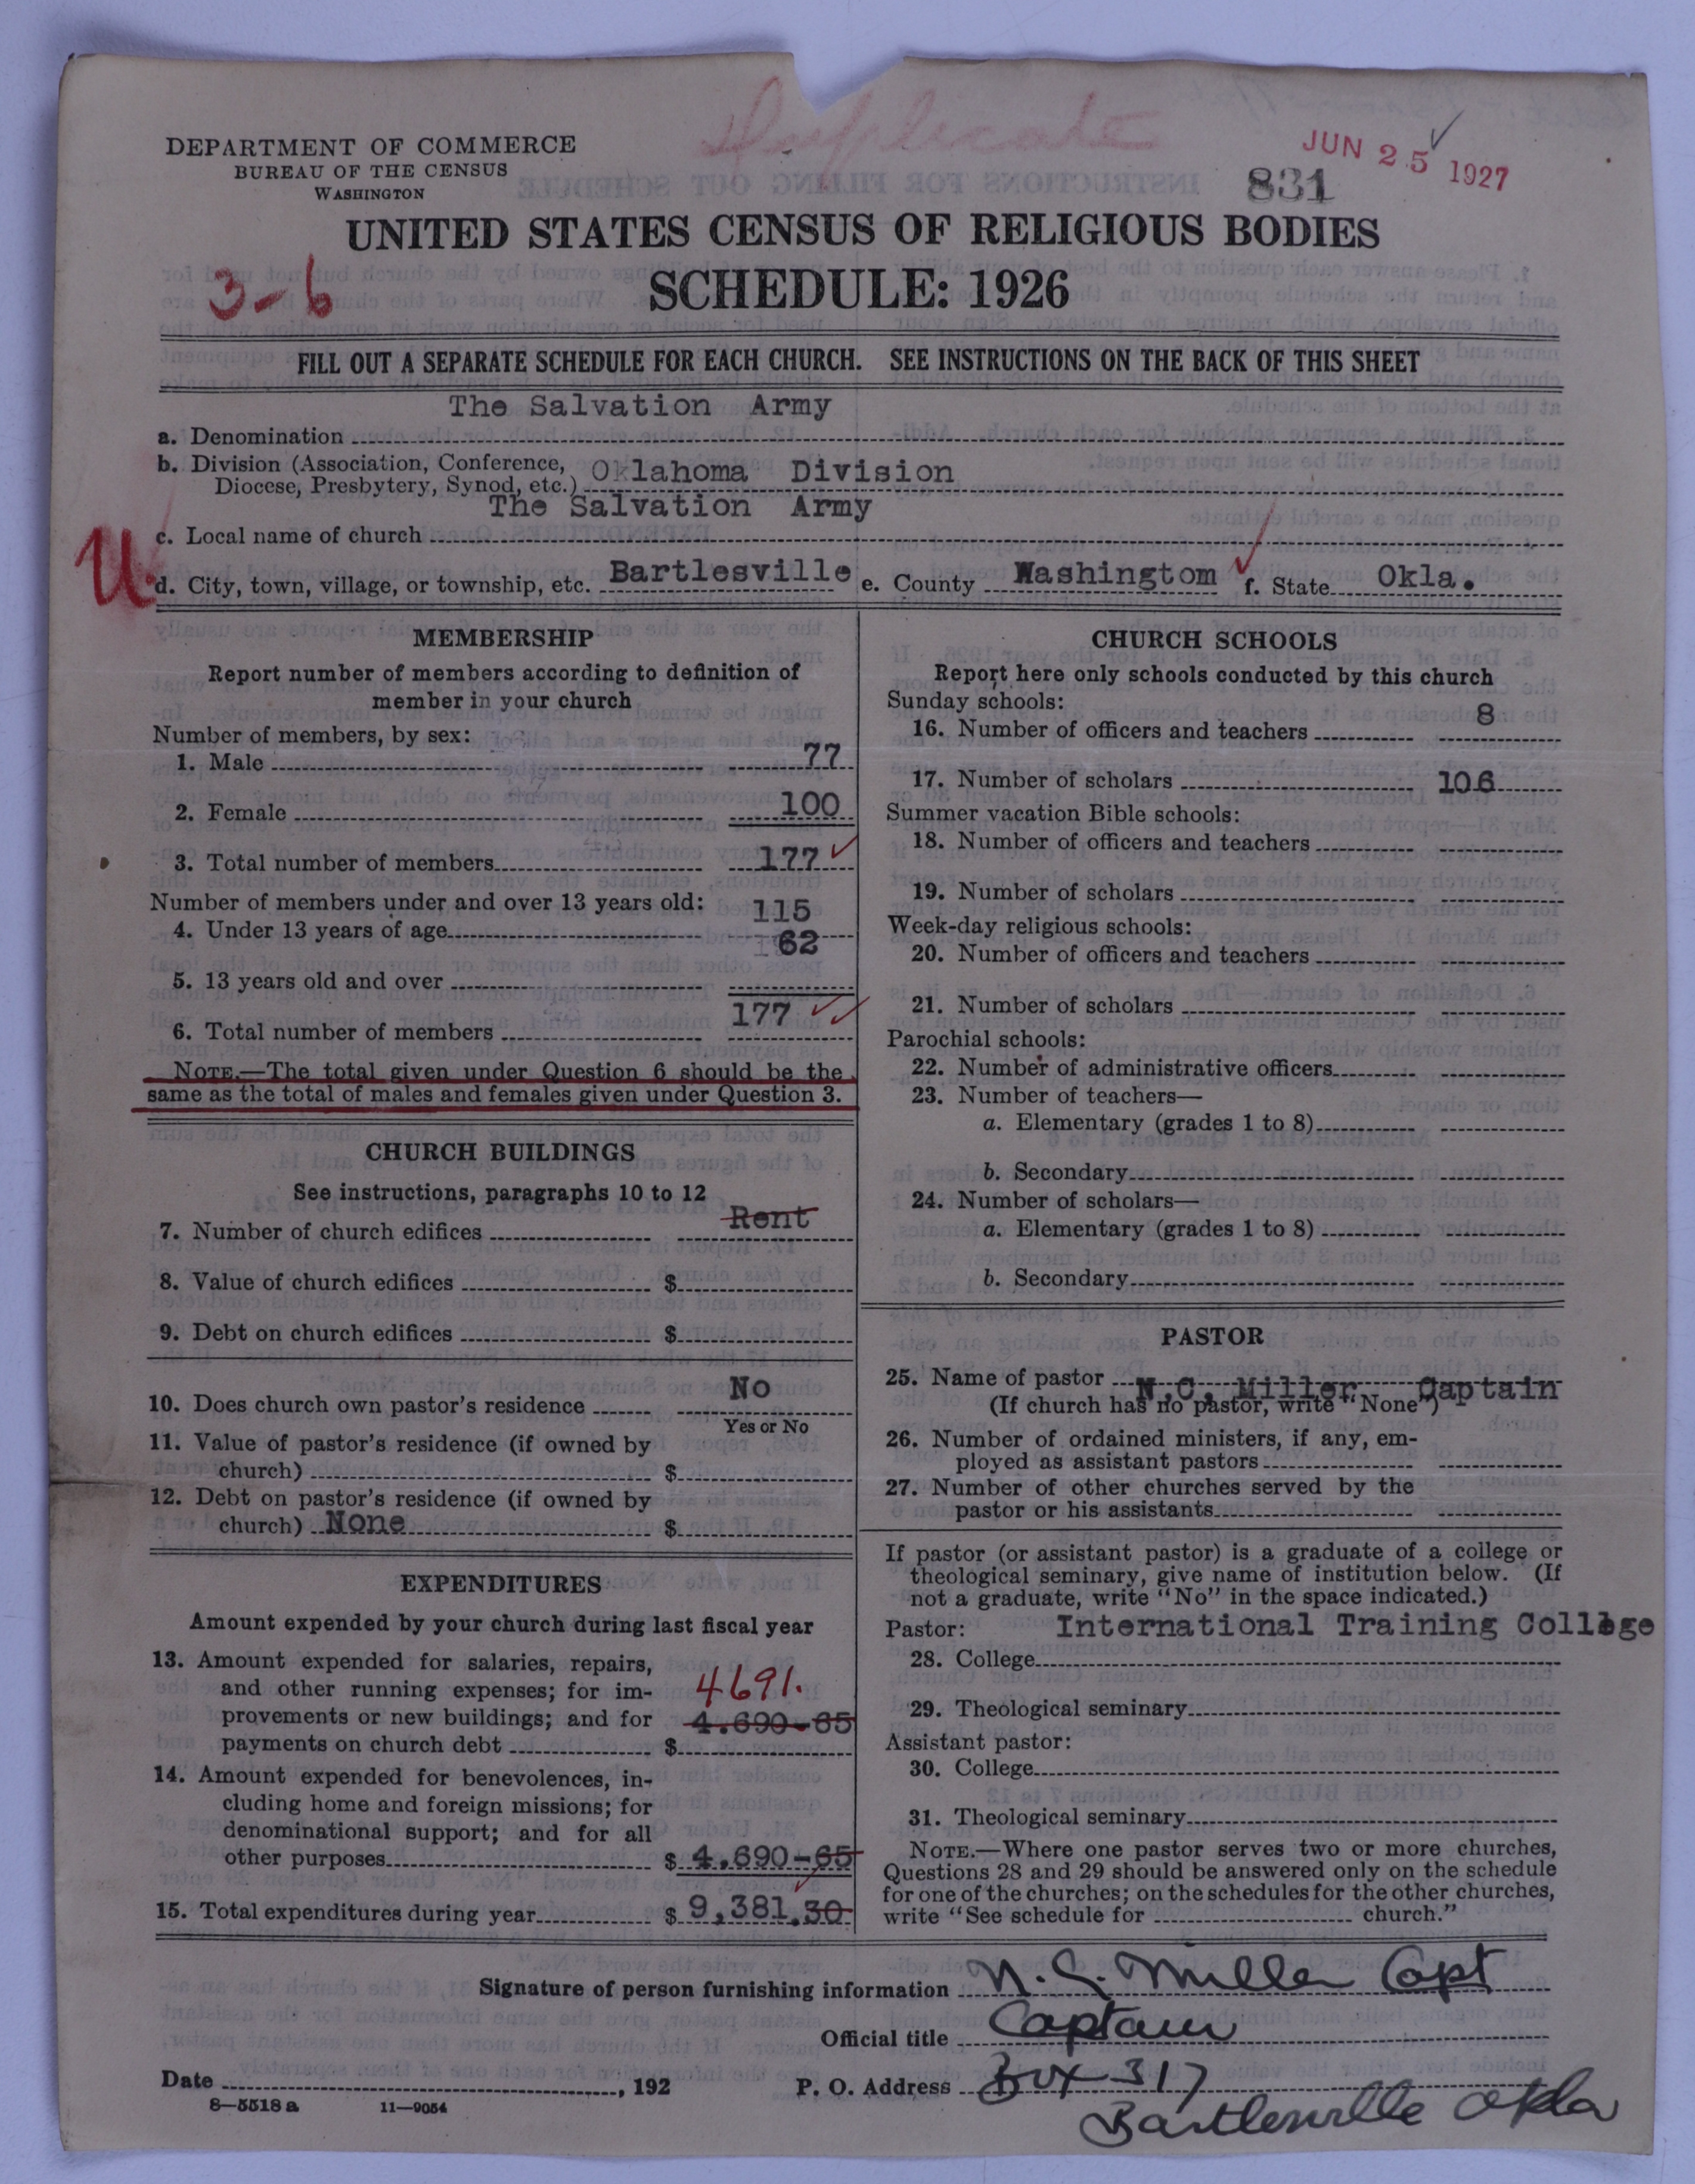 Duplicate
DEPARTMENT OF COMMERCE
BUREAU OF THE CENSUS
WASHINGTON
831
JUN 25 1927
UNITED STATES CENSUS OF RELIGIOUS BODIES
3-6
SCHEDULE: 1926
FILL OUT A SEPARATE SCHEDULE FOR EACH CHURCH. SEE INSTRUCTIONS ON THE BACK OF THIS SHEET
The Salvation Army
a. Denomination
b. Division (Association, Conference, Oklahoma Division
Diocese, Presbytery, Synod, etc.)
The Salvation Army
c. Local name of church
U
d. City, town, village, or township, etc. Bartlesville e. County Washingtom f. State Okla.
MEMBERSHIP
Report number of members according to definition of
member in your church
Number of members, by sex:
1. Male 77
2. Female 100
3. Total number of members 177
Number of members under and over 13 years old: 115
4. Under 13 years of age 62
5. 13 years old and over
177
6. Total number of members
NOTE.—The total given under Question 6 should be the
same as the total of males and females given under Question 3.
CHURCH BUILDINGS
See instructions, paragraphs 10 to 12
Rent
7. Number of church edifices
8. Value of church edifices $
9. Debt on church edifices $
No
10. Does church own pastor's residence
Yes or No
11. Value of pastor's residence (if owned by
church) $
12. Debt on pastor's residence (if owned by
church) None $
EXPENDITURES
Amount expended by your church during last fiscal year
13. Amount expended for salaries, repairs,
and other running expenses; for im- 4691.
provements or new buildings; and for 4.690-65
payments on church debt $
14. Amount expended for benevolences, in-
cluding home and foreign missions; for
denominational support; and for all
other purposes $ 4.690-65
15. Total expenditures during year $ 9,381.30
CHURCH SCHOOLS
Report here only schools conducted by this church
Sunday schools:
16. Number of officers and teachers 8
17. Number of scholars 106
Summer vacation Bible schools:
18. Number of officers and teachers
19. Number of scholars
Week-day religious schools:
20. Number of officers and teachers
21. Number of scholars
Parochial schools:
22. Number of administrative officers
23. Number of teachers—
a. Elementary (grades 1 to 8)
b. Secondary
24. Number of scholars—
a. Elementary (grades 1 to 8)
b. Secondary
PASTOR
25. Name of pastor N.C. Miller Captain
(If church has no pastor, write "None")
26. Number of ordained ministers, if any, em-
ployed as assistant pastors
27. Number of other churches served by the
pastor or his assistants
If pastor (or assistant pastor) is a graduate of a college or
theological seminary, give name of institution below. (If
not a graduate, write "No" in the space indicated.)
Pastor: International Training College
28. College
29. Theological seminary
Assistant pastor:
30. College
31. Theological seminary
NOTE.—Where one pastor serves two or more churches,
Questions 28 and 29 should be answered only on the schedule
for one of the churches; on the schedules for the other churches,
write "See schedule for church."
Signature of person furnishing information N. C. Miller Capt
Official title Captain
Date , 192 P. O. Address Box 317
8—5518 a 11—9054
Bartlesville Okla